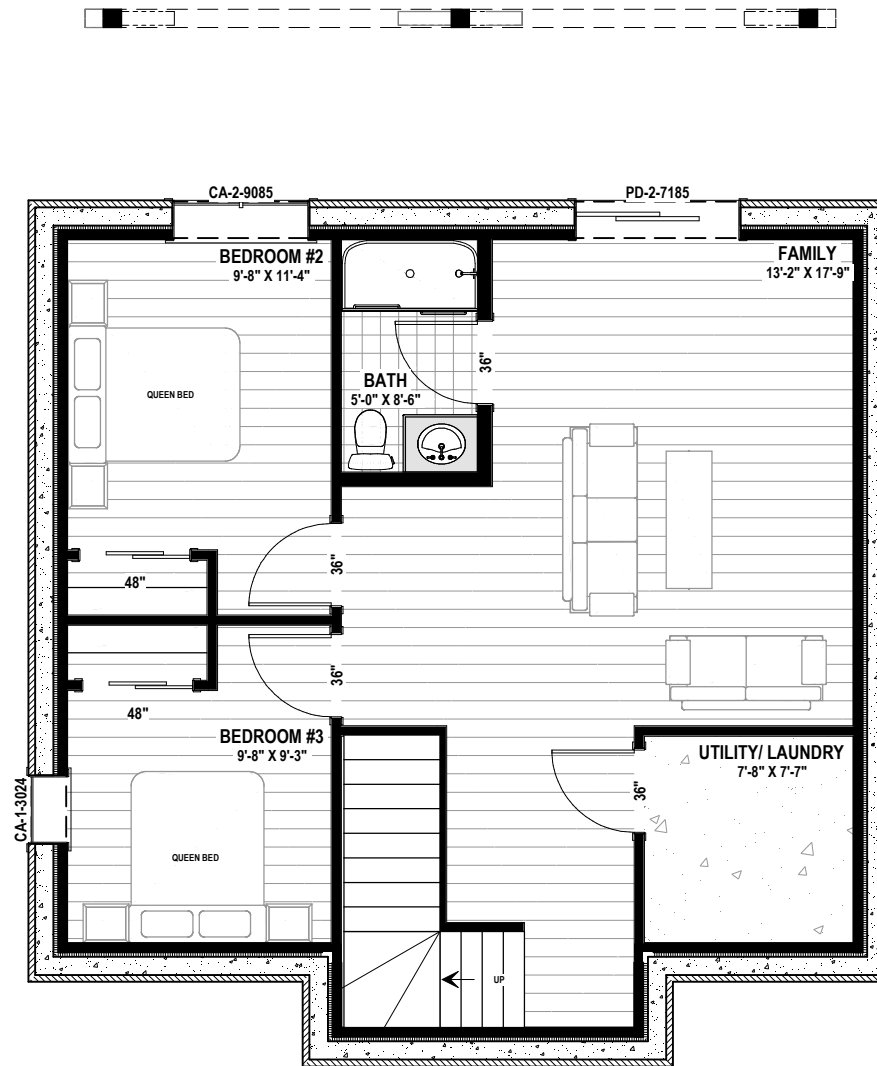 CA-2-9085
PD-2-7185
BEDROOM #2
9'-8" X 11'-4"
FAMILY
13'-2" X 17'-9"
QUEEN BED
BATH
5'-0" X 8'-6"
36"
36"
48"
36"
48"
BEDROOM #3
9'-8" X 9'-3"
UTILITY/ LAUNDRY
7'-8" X 7'-7"
36"
CA-1-3024
QUEEN BED
UP